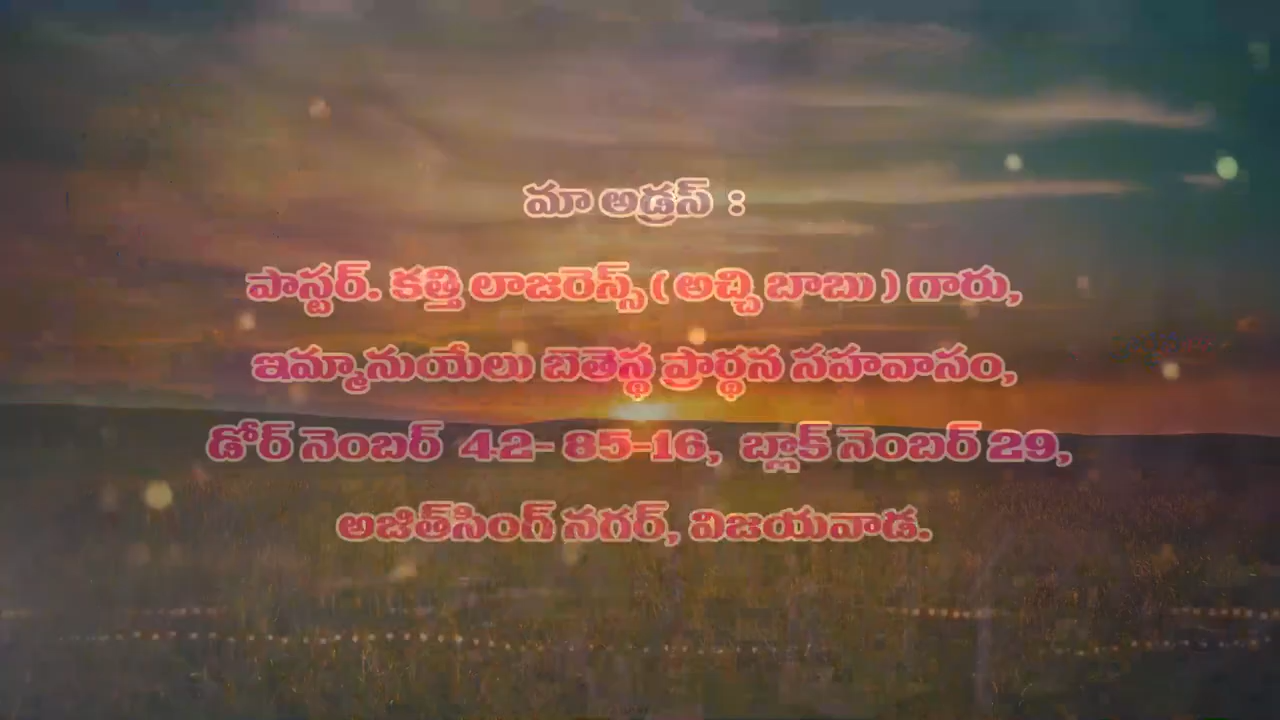 మా అడ్రస్ :
పాస్టర్. కత్తి లాజరెన్స్ ( అచ్చి బాబు ) గారు,
ఇమ్మానుయేలు బెతెస్థ ప్రార్థన సహవాసం,
డోర్ నెంబర్ 42- 85-16, బ్లాక్ నెంబర్ 29,
అజిత్‌సింగ్ నగర్, విజయవాడ.